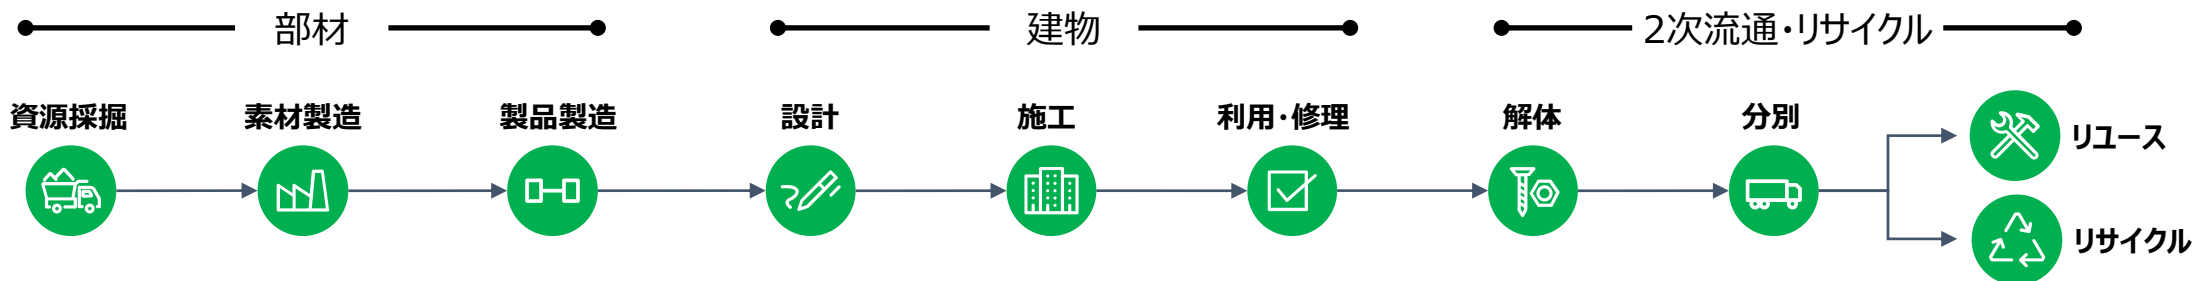 部材
建物
2次流通・リサイクル
資源採掘
素材製造
製品製造
設計
施工
利用・修理
解体
分別
リユース
リサイクル